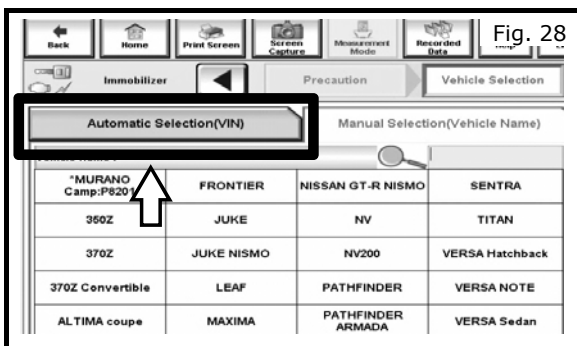 Fig. 28
Back Home Print Screen Screen Capture Measurement Mode Recorded Data
Immobilizer Precaution Vehicle Selection
Automatic Selection(VIN) Manual Selection(Vehicle Name)
*MURANO Camp:P8201 FRONTIER NISSAN GT-R NISMO SENTRA
350Z JUKE NV TITAN
370Z JUKE NISMO NV200 VERSA Hatchback
370Z Convertible LEAF PATHFINDER VERSA NOTE
ALTIMA coupe MAXIMA PATHFINDER ARMADA VERSA Sedan